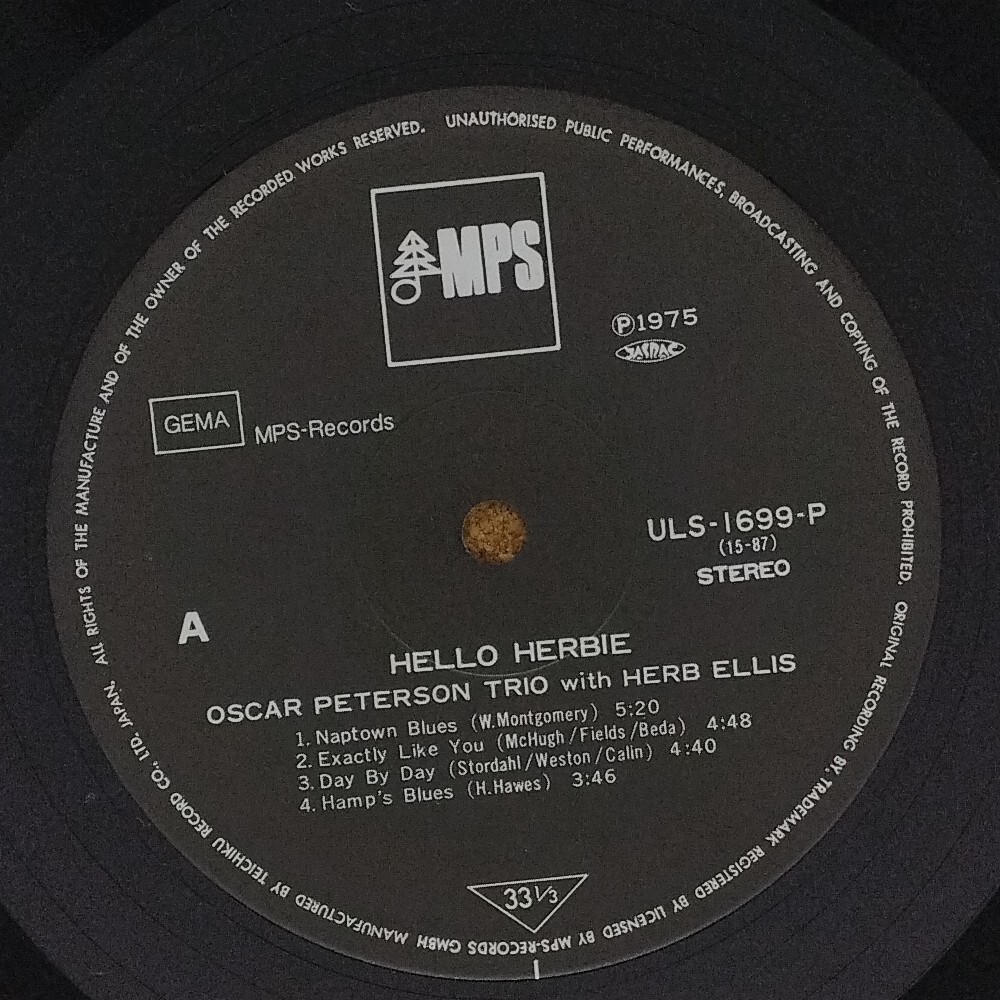 ALL RIGHTS OF THE MANUFACTURE AND OF THE OWNER OF THE RECORDED WORKS RESERVED. UNAUTHORISED PUBLIC PERFORMANCES, BROADCASTING AND COPYING OF THE RECORD PROHIBITED. ORIGINAL RECORDING BY TRADEMARK REGISTERED BY LICENSED BY MPS-RECORDS GMBH MANUFACTURED BY TEICHIKU RECORD CO., LTD. JAPAN.
MPS
Ⓟ1975
JASRAC
GEMA
MPS-Records
ULS-1699-P
(15-87)
STEREO
A
HELLO HERBIE
OSCAR PETERSON TRIO with HERB ELLIS
1. Naptown Blues (W.Montgomery) 5:20
2. Exactly Like You (McHugh/Fields/Beda) 4:48
3. Day By Day (Stordahl/Weston/Calin) 4:40
4. Hamp's Blues (H.Hawes) 3:46
33 1/3